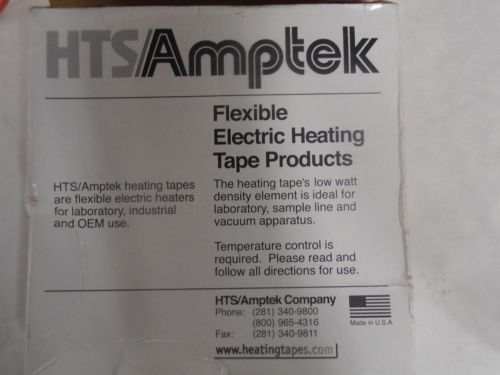 HTS/Amptek
Flexible
Electric Heating
Tape Products
HTS/Amptek heating tapes
are flexible electric heaters
for laboratory, industrial
and OEM use.
The heating tape's low watt
density element is ideal for
laboratory, sample line and
vacuum apparatus.
Temperature control is
required. Please read and
follow all directions for use.
HTS/Amptek Company
Phone: (281) 340-9800
(800) 965-4316
Fax: (281) 340-9811
www.heatingtapes.com
Made in U.S.A.